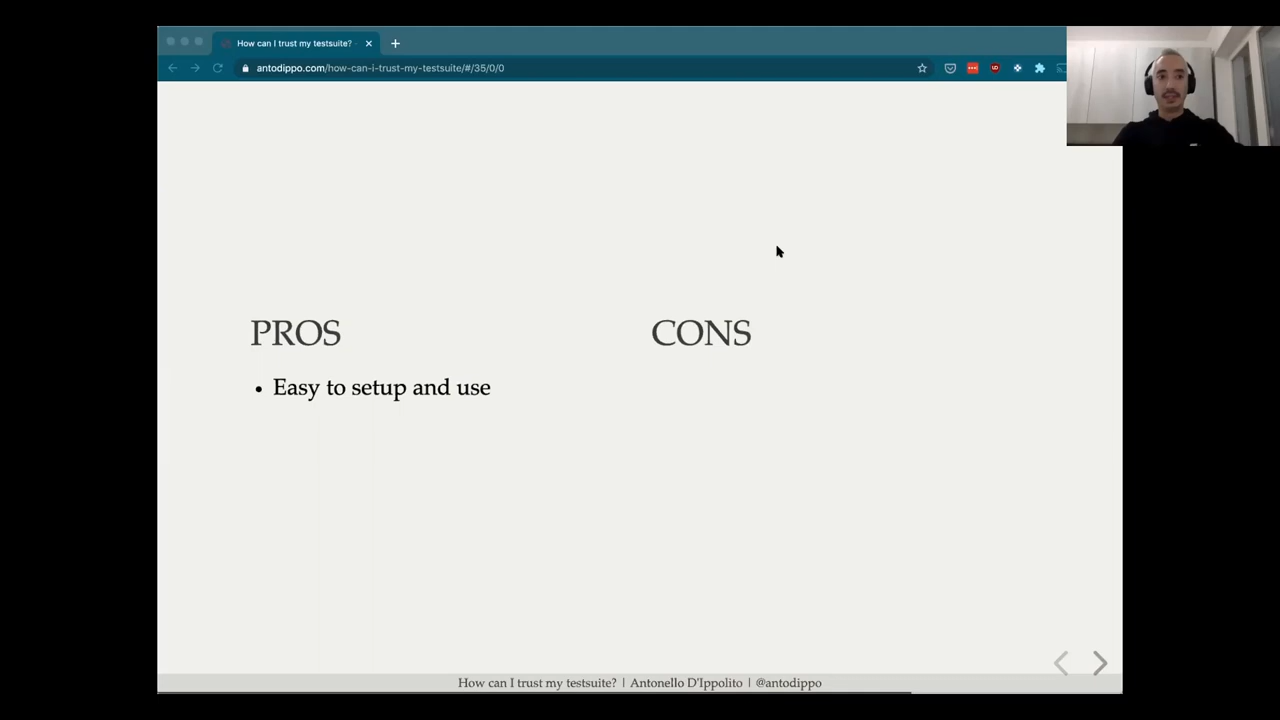 How can I trust my testsuite?
antodippo.com/how-can-i-trust-my-testsuite/#/35/0/0
PROS
• Easy to setup and use
CONS
How can I trust my testsuite? | Antonello D'Ippolito | @antodippo